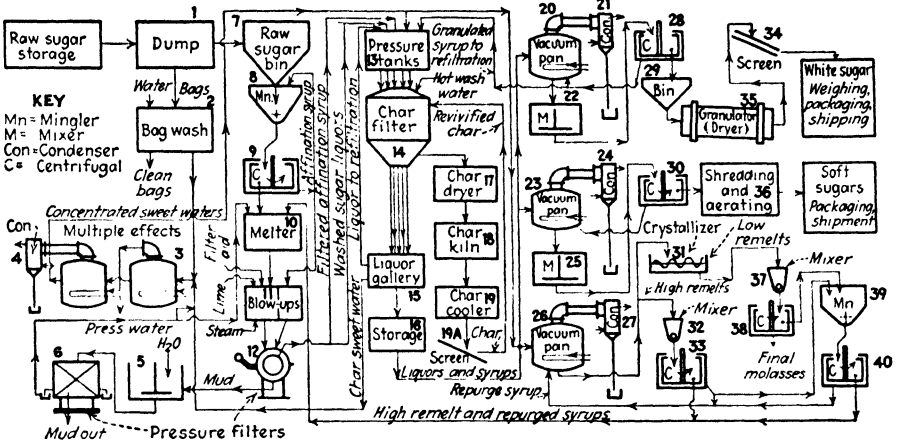 1
Raw sugar
storage
Dump
Water
Bags
2
Bag wash
Clean
bags
KEY
Mn=Mingler
M= Mixer
Con=Condenser
C= Centrifugal
7
Raw
sugar
bin
8
Mn.
9
C
10
Melter
Filter
aid
Lime
Steam
Blow-ups
12
Concentrated sweet waters
Multiple effects
Con
4
3
Press water
H2O
6
5
Mud
Mud out
Pressure filters
Affination syrup
Filtered affination syrup
Washed sugar liquors
Liquor to refiltration
Char sweet water
Pressure
13 tanks
Granulated
syrup to
refiltration
Hot wash
water
Char
filter
14
Revivified
char
Char
dryer
17
Char
kiln
18
Char
cooler
19
19A
Char
Screen
Liquor
gallery
15
Storage
16
Liquors and syrups
Repurge syrup
High remelt and repurged syrups
20
Vacuum
pan
21
Con
22
M
23
Vacuum
pan
24
Con
25
M
26
Vacuum
pan
Con
27
28
C
29
Bin
35
Granulator
(Dryer)
34
Screen
White sugar
Weighing,
packaging,
shipping
30
C
Shredding
and 36
aerating
Soft
sugars
Packaging,
shipment
Crystallizer
31
Low
remelts
High remelts
Mixer
32
C
33
37
Mixer
38
C
Final
molasses
Mn
39
C
40